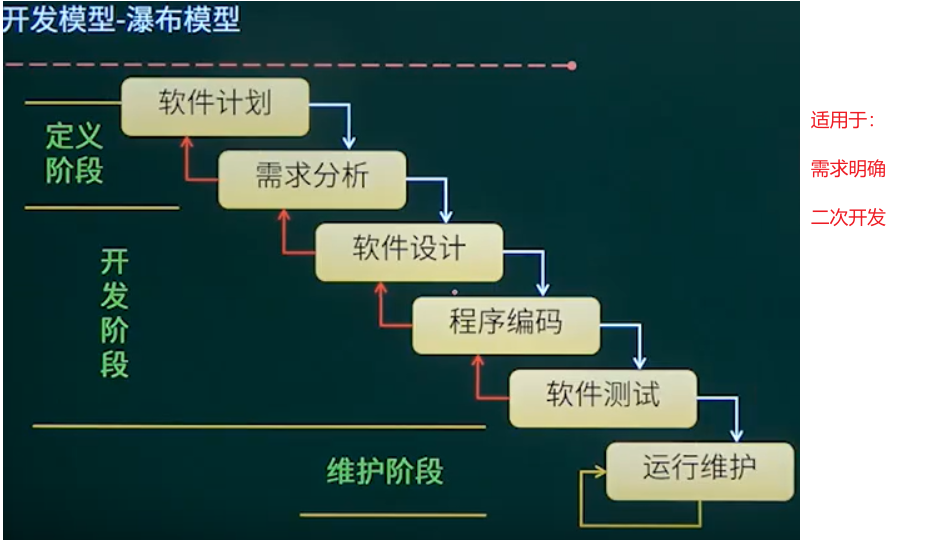 开发模型-瀑布模型
软件计划
定义
阶段
需求分析
软件设计
开
发
阶
段
程序编码
软件测试
维护阶段
运行维护
适用于：
需求明确
二次开发